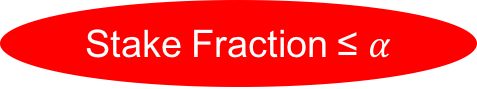 Stake Fraction ≤ 𝛼